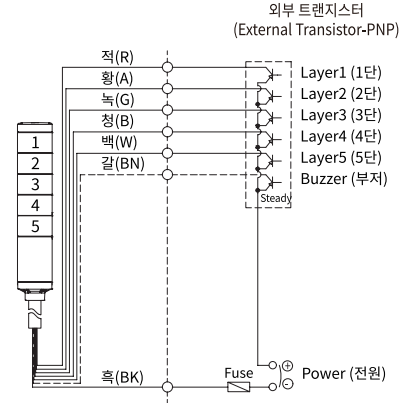 외부 트랜지스터
(External Transistor-PNP)
적(R)
Layer1 (1단)
황(A)
Layer2 (2단)
녹(G)
Layer3 (3단)
청(B)
Layer4 (4단)
백(W)
Layer5 (5단)
갈(BN)
Buzzer (부저)
1
2
3
4
5
Steady
흑(BK)
Fuse
+
Power (전원)
-